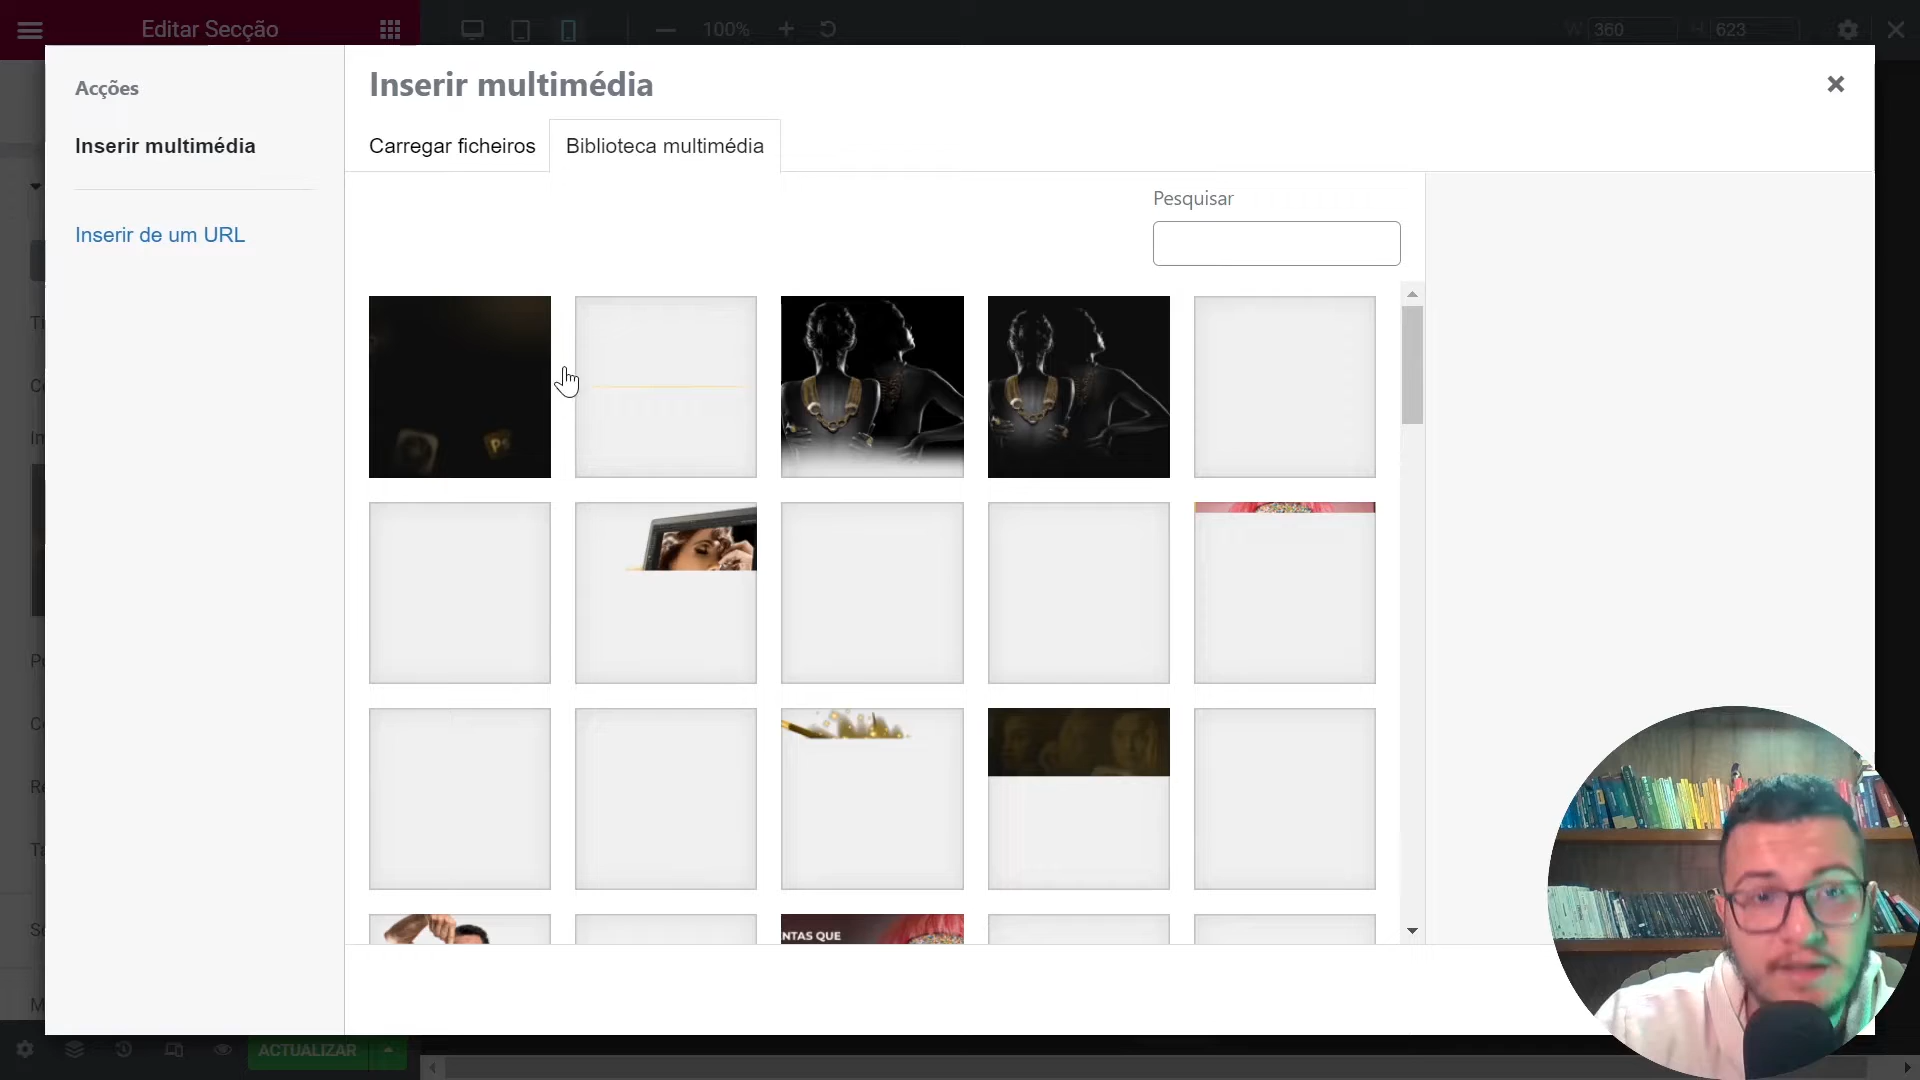 Editar Secção
100%
W 360
H 623
Acções
Inserir multimédia
Inserir de um URL
Inserir multimédia
Carregar ficheiros
Biblioteca multimédia
Pesquisar
NTAS QUE
ACTUALIZAR